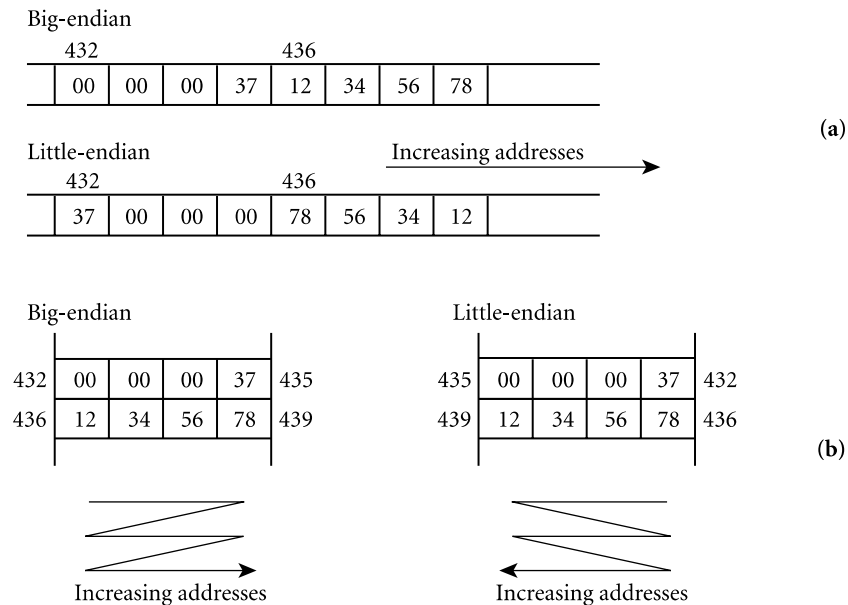 Big-endian
432 436
00 00 00 37 12 34 56 78
(a)
Little-endian Increasing addresses
432 436
37 00 00 00 78 56 34 12
Big-endian Little-endian
432 00 00 00 37 435 435 00 00 00 37 432
436 12 34 56 78 439 439 12 34 56 78 436
(b)
Increasing addresses Increasing addresses